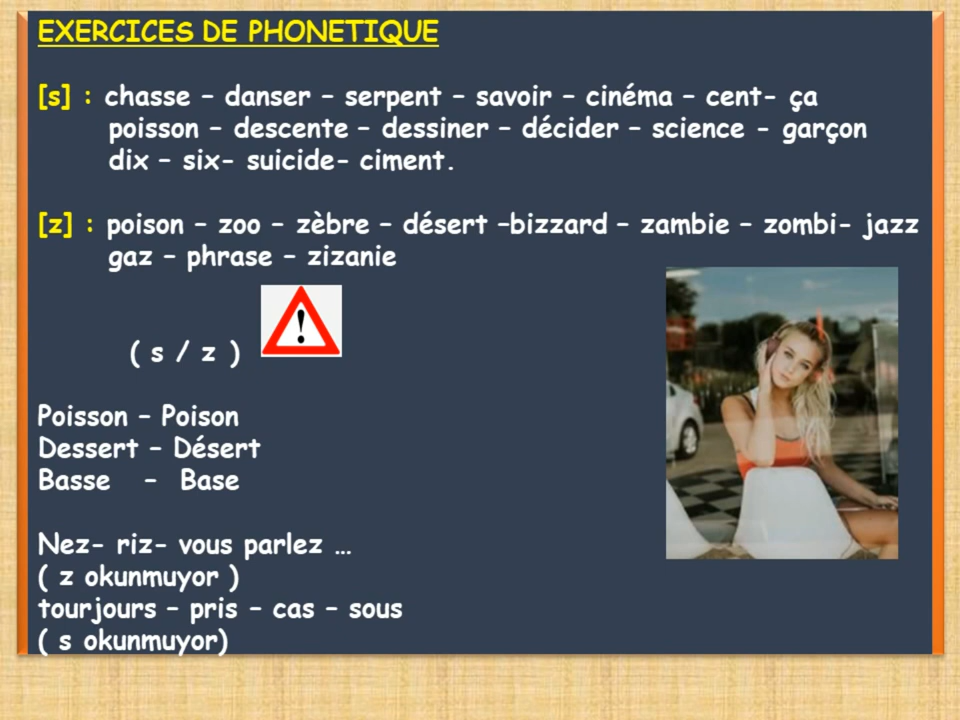 EXERCICES DE PHONETIQUE
[s] : chasse – danser – serpent – savoir – cinéma – cent- ça
poisson – descente – dessiner – décider – science - garçon
dix – six- suicide- ciment.
[z] : poison – zoo – zèbre – désert –bizzard – zambie – zombi- jazz
gaz – phrase – zizanie
( s / z )
Poisson – Poison
Dessert – Désert
Basse – Base
Nez- riz- vous parlez …
( z okunmuyor )
tourjours – pris – cas – sous
( s okunmuyor)